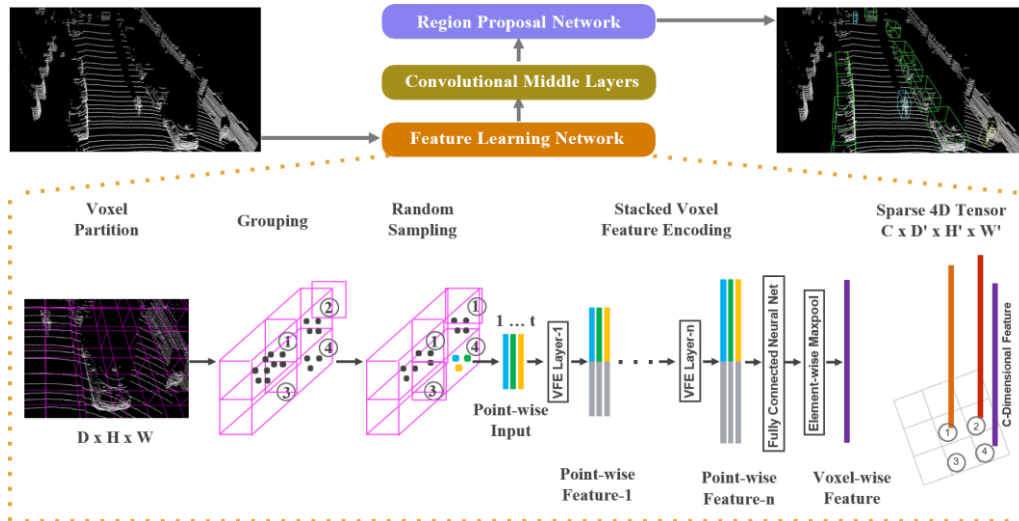 Region Proposal Network
Convolutional Middle Layers
Feature Learning Network
Voxel
Partition
Grouping
Random
Sampling
Stacked Voxel
Feature Encoding
Sparse 4D Tensor
C x D' x H' x W'
D x H x W
①
②
③
④
①
①
③
④
1 ... t
Point-wise
Input
VFE Layer-1
Point-wise
Feature-1
VFE Layer-n
Point-wise
Feature-n
Fully Connected Neural Net
Element-wise Maxpool
Voxel-wise
Feature
C-Dimensional Feature
①
②
③
④